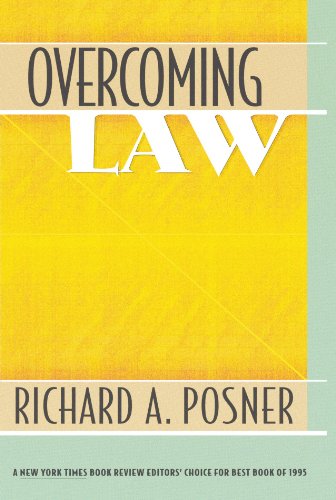 OVERCOMING
LAW
RICHARD A. POSNER
A NEW YORK TIMES BOOK REVIEW EDITORS' CHOICE FOR BEST BOOK OF 1995